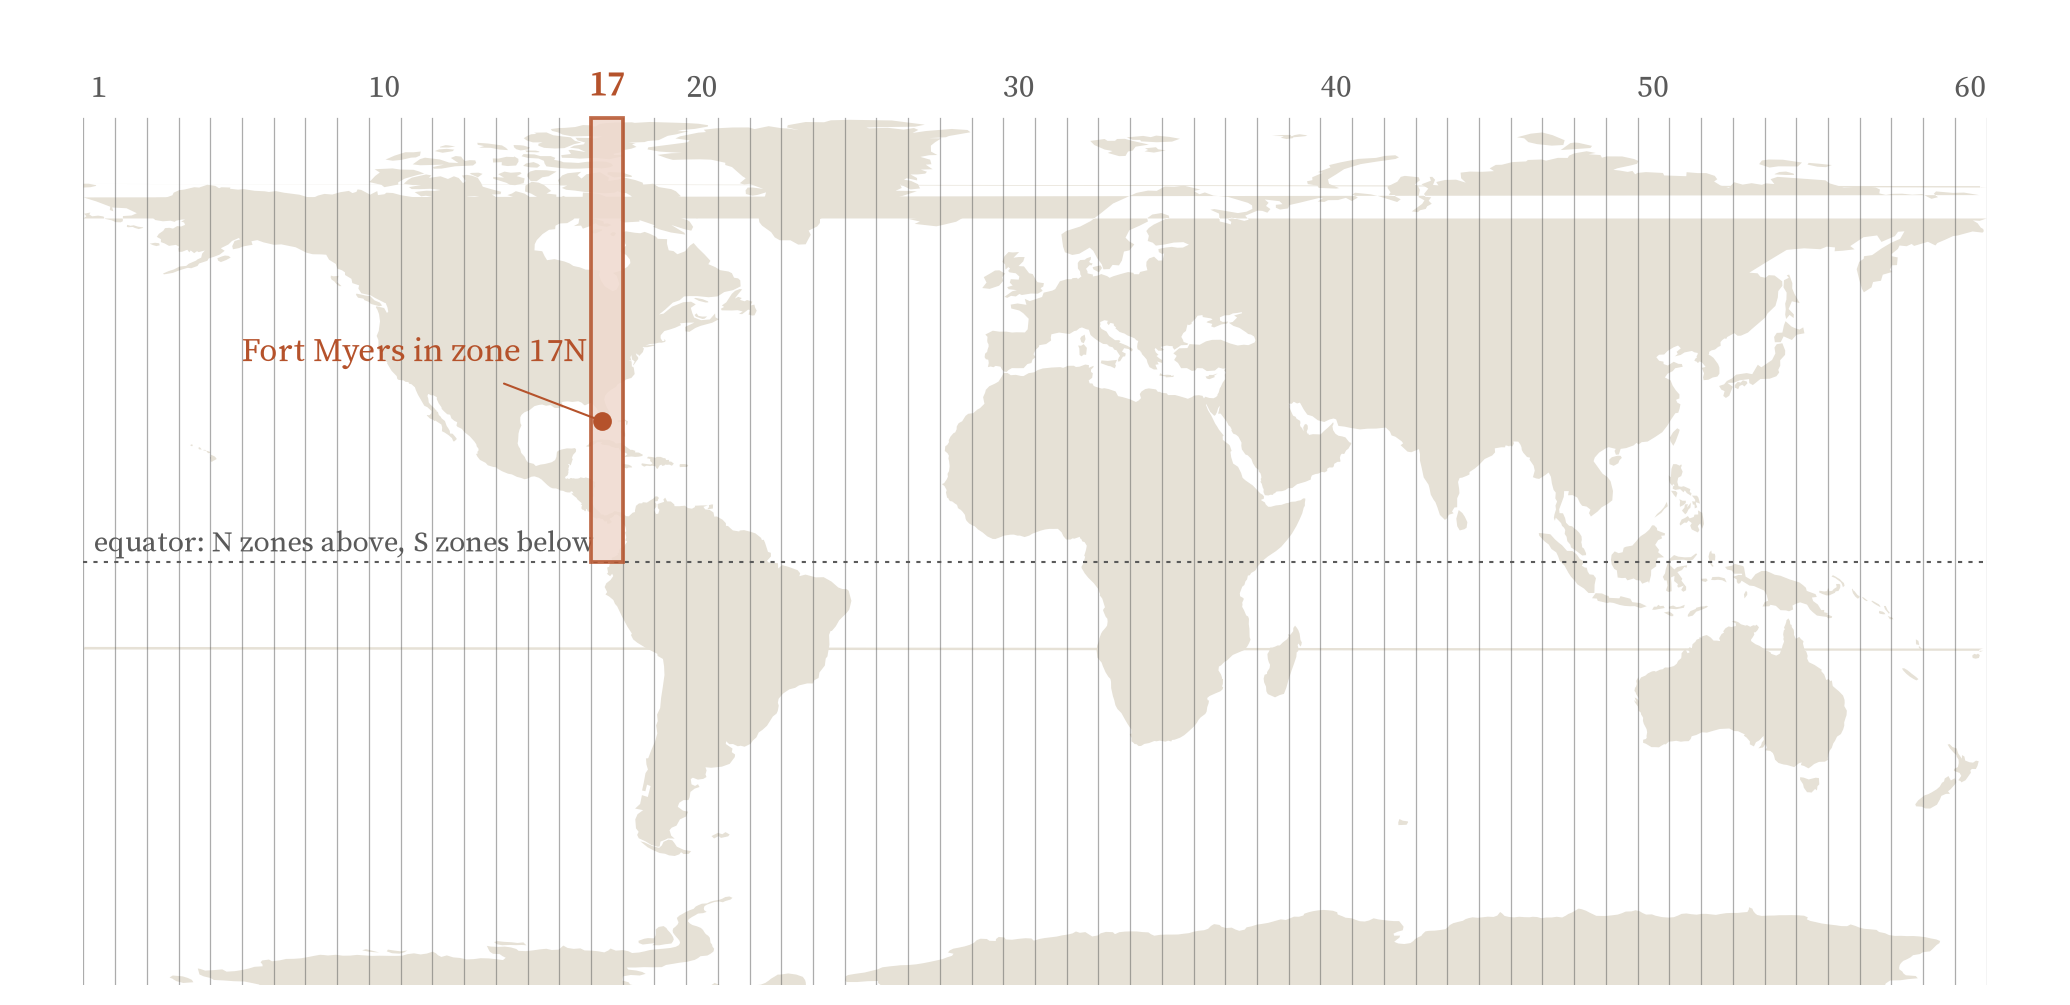 1 10 17 20 30 40 50 60
Fort Myers in zone 17N
equator: N zones above, S zones below